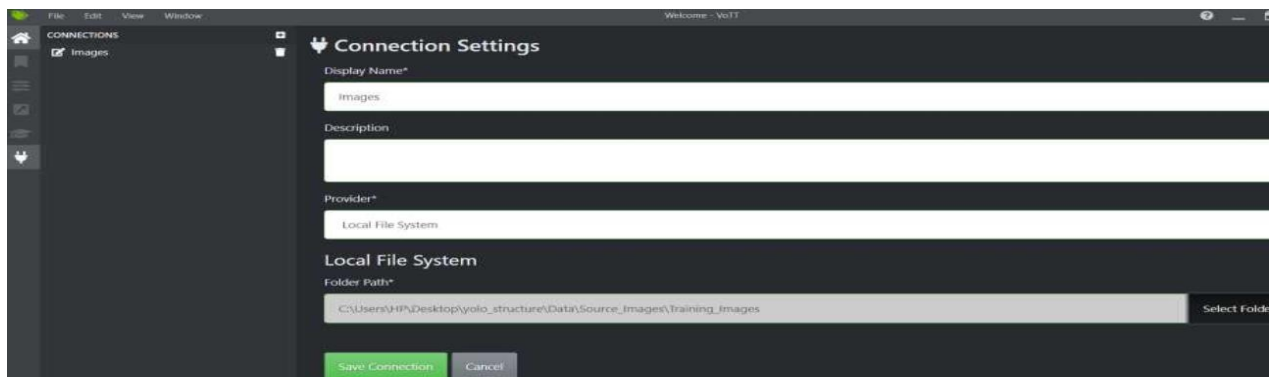 File Edit View Window Welcome - VoTT
CONNECTIONS
Images
Connection Settings
Display Name*
Images
Description
Provider*
Local File System
Local File System
Folder Path*
C:\Users\HP\Desktop\yolo_structure\Data\Source_Images\Training_Images
Select Folde
Save Connection Cancel